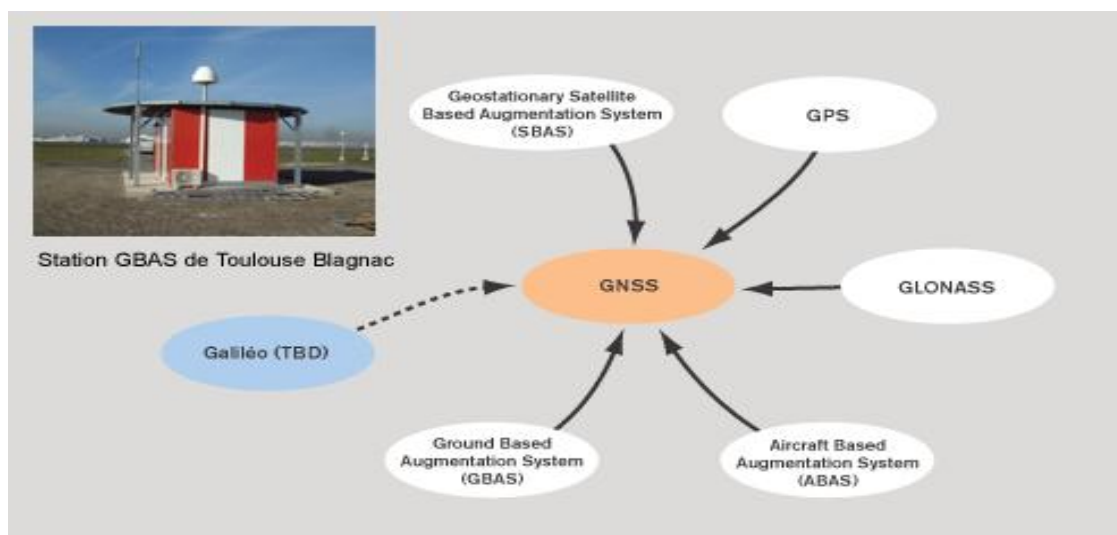 Geostationary Satellite
Based Augmentation System
(SBAS)
GPS
Station GBAS de Toulouse Blagnac
GNSS
GLONASS
Galiléo (TBD)
Ground Based
Augmentation System
(GBAS)
Aircraft Based
Augmentation System
(ABAS)